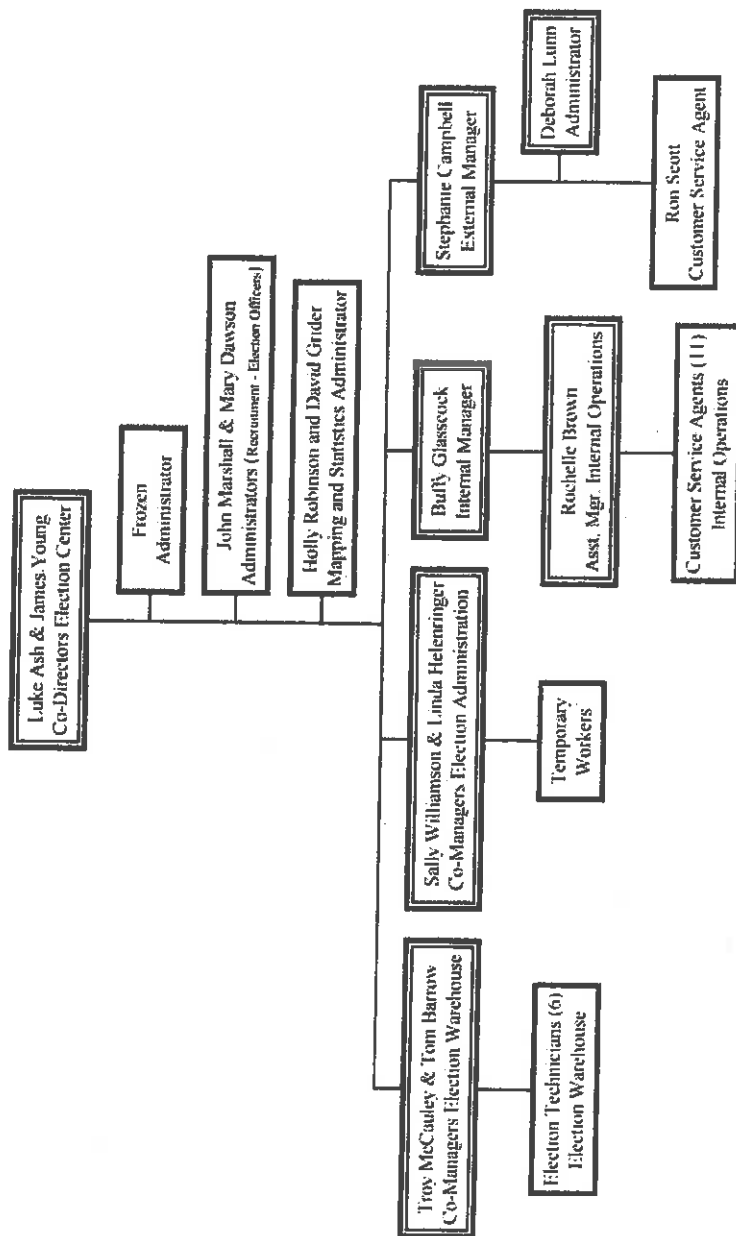 Luke Ash & James Young
Co-Directors Election Center
Frozen
Administrator
John Marshall & Mary Dawson
Administrators (Recruitment - Election Officers)
Holly Robinson and David Grider
Mapping and Statistics Administrator
Troy McCauley & Tom Barrow
Co-Managers Election Warehouse
Sally Williamson & Linda Helenringer
Co-Managers Election Administration
Buffy Glasscock
Internal Manager
Stephanie Campbell
External Manager
Election Technicians (6)
Election Warehouse
Temporary
Workers
Rochelle Brown
Asst. Mgr. Internal Operations
Deborah Lunn
Administrator
Customer Service Agents (11)
Internal Operations
Ron Scott
Customer Service Agent